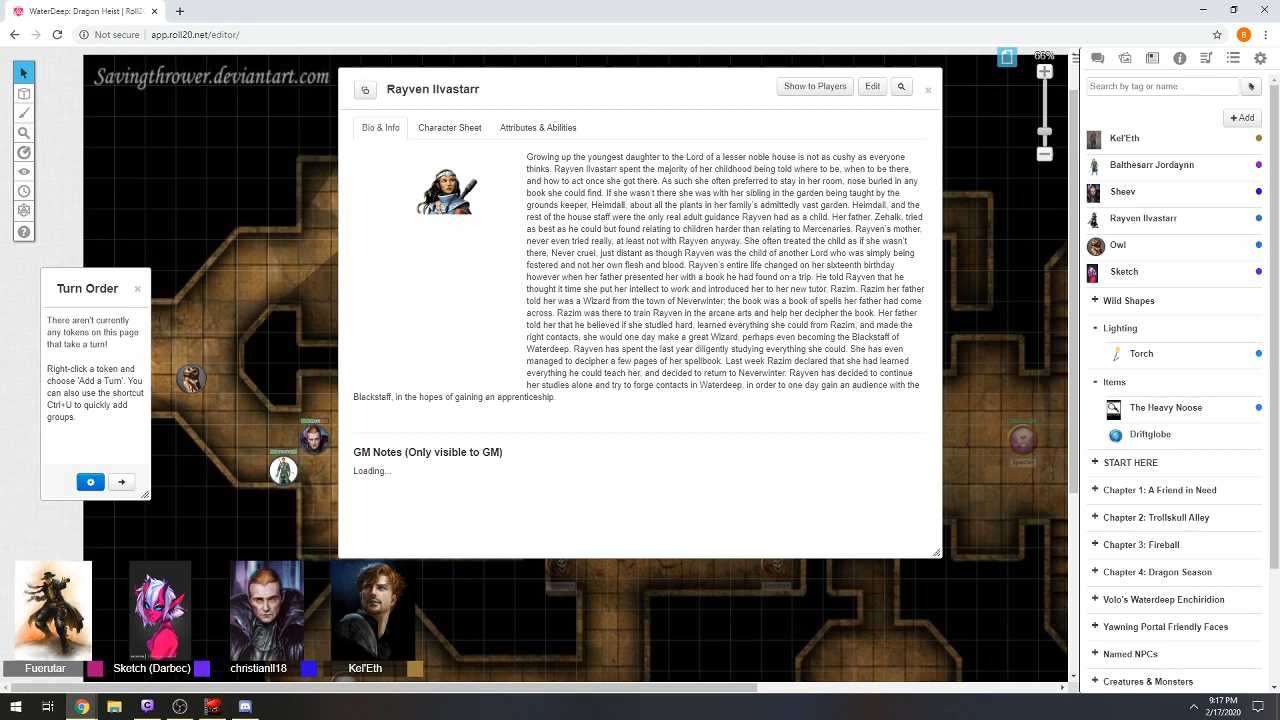 WaterDeep: Dragon Heist | Roll20
app.roll20.net/editor/
B
Savingthrower.deviantart.com
Rayven Ilvastarr
Show to Players
Edit
Bio & Info
Character Sheet
Attributes & Abilities
Growing up the youngest daughter to the Lord of a lesser noble house is not as cushy as everyone
thinks. Rayven Ilvastarr spent the majority of her childhood being told where to be, when to be there,
and how to act once she got there. As such she often preferred to stay in her room, nose buried in any
book she could find. If she wasn't there she was with her sibling in the garden being taught by the
grounds keeper, Heimdall, about all the plants in her family's admittedly vast garden. Heimdall, and the
rest of the house staff were the only real adult guidance Rayven had as a child. Her father, Zehalk, tried
as best as he could but found relating to children harder than relating to Mercenaries. Rayven's mother,
never even tried really, at least not with Rayven anyway. She often treated the child as if she wasn't
there, Never cruel, just distant as though Rayven was the child of another Lord who was simply being
fostered and not her own flesh and blood. Rayven's entire life changed on her sixteenth birthday
however when her father presented her with a book he had found on a trip. He told Rayven that he
thought it time she put her intellect to work and introduced her to her new tutor, Razim. Razim her father
told her was a Wizard from the town of Neverwinter; the book was a book of spells her father had come
across. Razim was there to train Rayven in the arcane arts and help her decipher the book. Her father
told her that he believed if she studied hard, learned everything she could from Razim, and made the
right contacts, she would one day make a great Wizard, perhaps even becoming the Blackstaff of
Waterdeep. Rayven has spent the last year diligently studying everything she could. She has even
managed to decipher a few pages of her spellbook. Last week Razim declared that she had learned
everything he could teach her, and decided to return to Neverwinter. Rayven has decided to continue
her studies alone and try to forge contacts in Waterdeep, in order to one day gain an audience with the
Blackstaff, in the hopes of gaining an apprenticeship.
GM Notes (Only visible to GM)
Loading...
Turn Order
There aren't currently
any tokens on this page
that take a turn!
Right-click a token and
choose 'Add a Turn'. You
can also use the shortcut
Ctrl+U to quickly add
groups.
Specter
Fuerutar
Sketch (Darbec)
christianll18
Kel'Eth
Search by tag or name...
+ Add
Kel'Eth
Balthesarr Jordaynn
Sheev
Rayven Ilvastarr
Owl
Sketch
+ Wild Shapes
- Lighting
Torch
- Items
The Heavy Noose
Driftglobe
+ START HERE
+ Chapter 1: A Friend in Need
+ Chapter 2: Trollskull Alley
+ Chapter 3: Fireball
+ Chapter 4: Dragon Season
+ Volo's Waterdeep Enchiridion
+ Yawning Portal Friendly Faces
+ Named NPCs
+ Creatures & Monsters
9:17 PM
2/17/2020